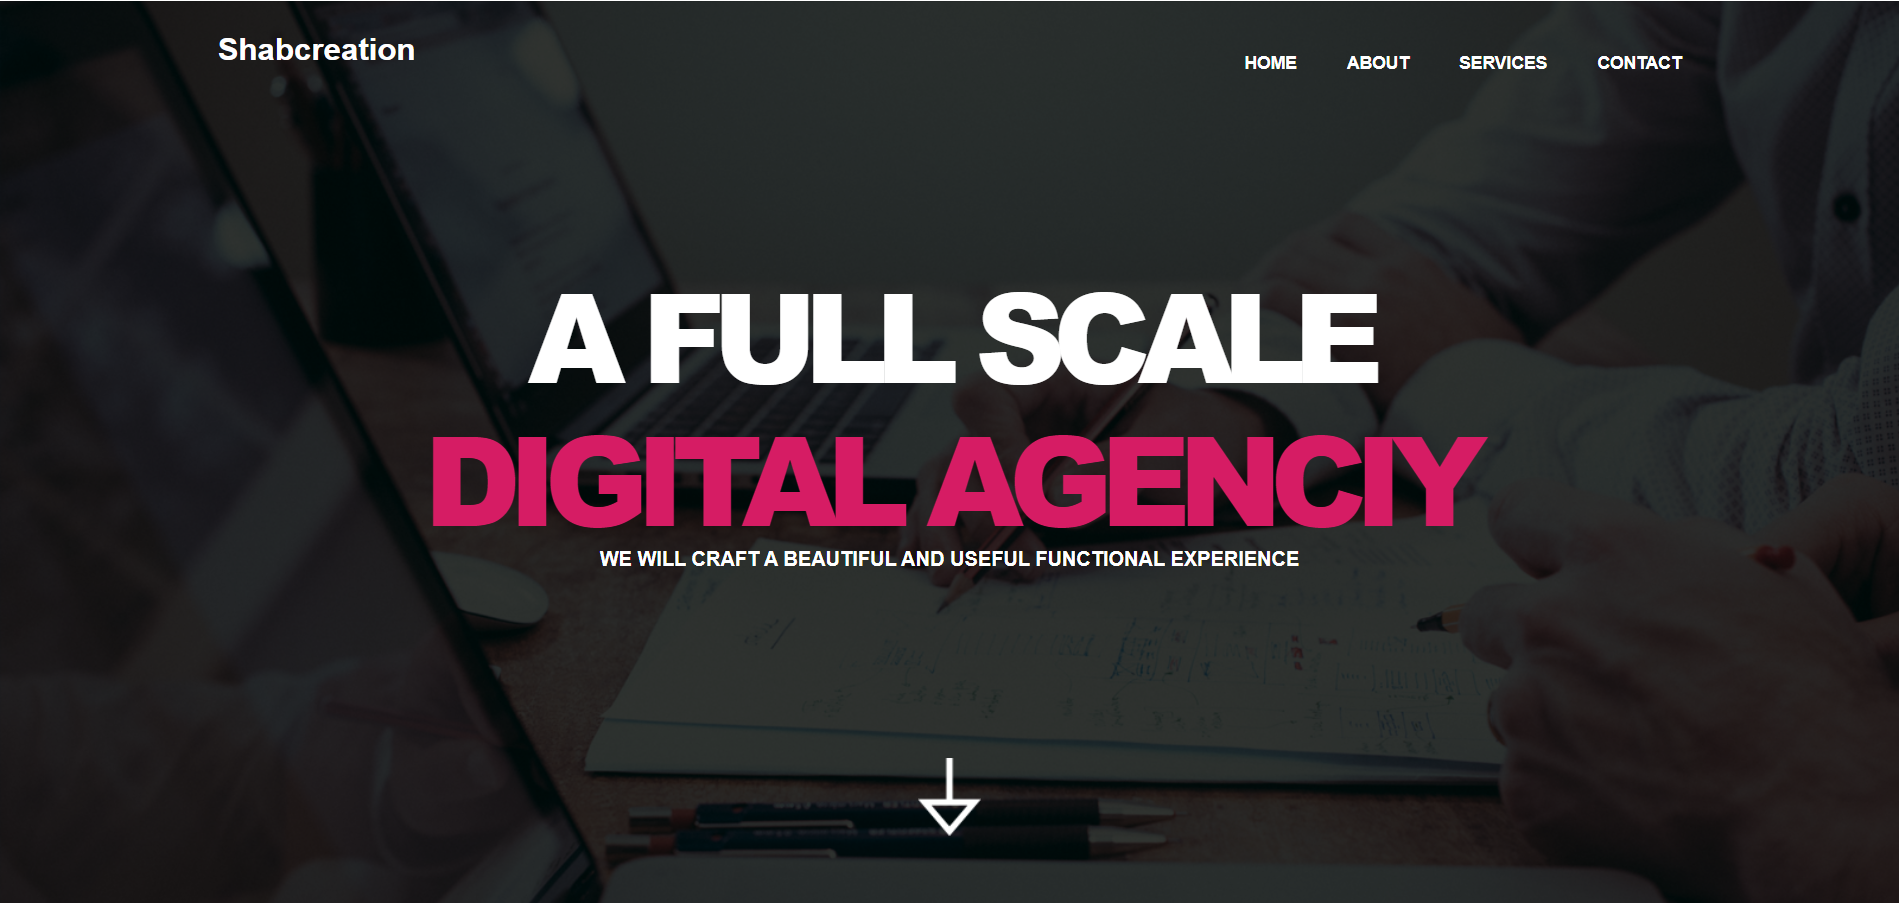 Shabcreation
HOME ABOUT SERVICES CONTACT
A FULL SCALE
DIGITAL AGENCIY
WE WILL CRAFT A BEAUTIFUL AND USEFUL FUNCTIONAL EXPERIENCE